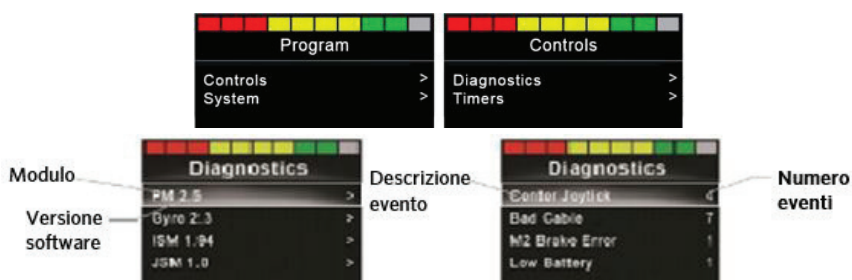 Program
Controls >
System >
Controls
Diagnostics >
Timers >
Modulo
Versione
software
Diagnostics
PM 2.5 >
Gyro 2.3 >
ISM 1.94 >
JSM 1.0 >
Descrizione
evento
Diagnostics
Center Joystick 4
Bad Cable 7
M2 Brake Error 1
Low Battery 1
Numero
eventi